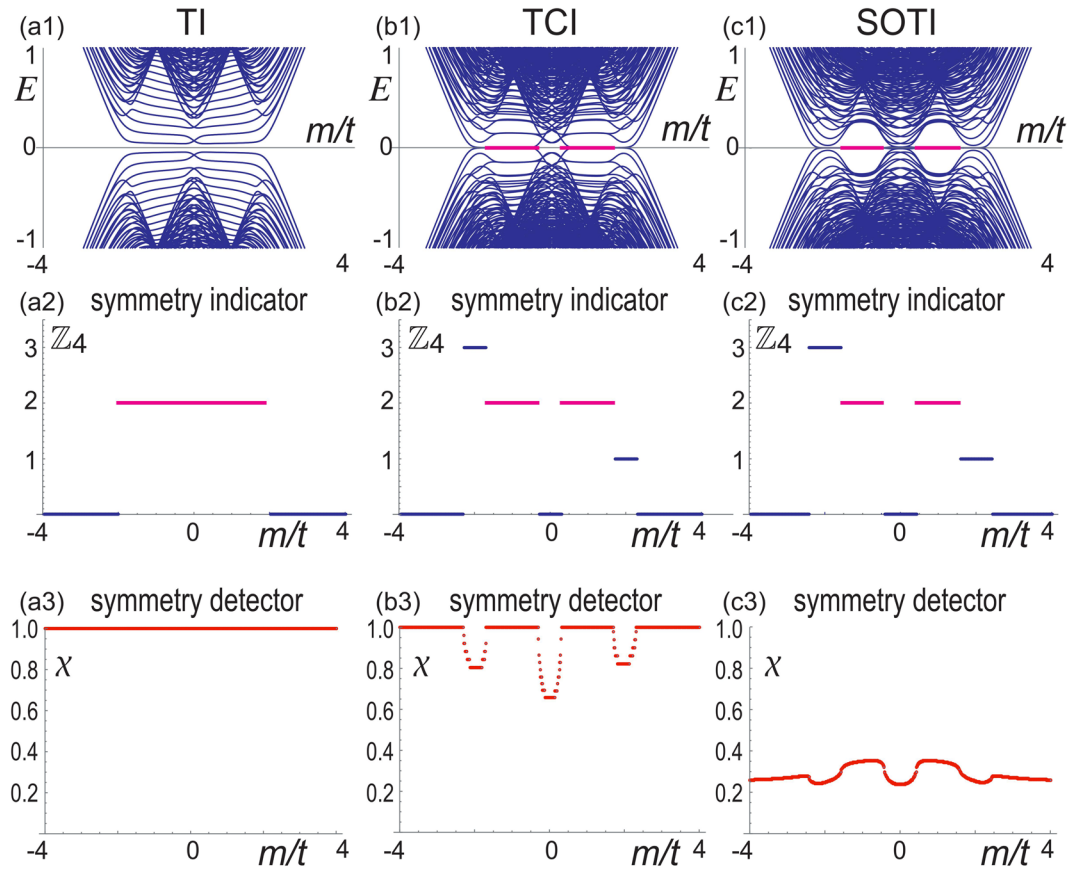 (a1) TI (b1) TCI (c1) SOTI
1 1 1
E E E
m/t m/t m/t
0 0 0
-1 -1 -1
-4 4 -4 4 -4 4
(a2) symmetry indicator (b2) symmetry indicator (c2) symmetry indicator
ℤ4 ℤ4 ℤ4
3 3 3
2 2 2
1 1 1
-4 0 m/t 4 -4 0 m/t 4 -4 0 m/t 4
(a3) symmetry detector (b3) symmetry detector (c3) symmetry detector
1.0 1.0 1.0
χ χ χ
0.8 0.8 0.8
0.6 0.6 0.6
0.4 0.4 0.4
0.2 0.2 0.2
-4 0 m/t 4 -4 0 m/t 4 -4 0 m/t 4